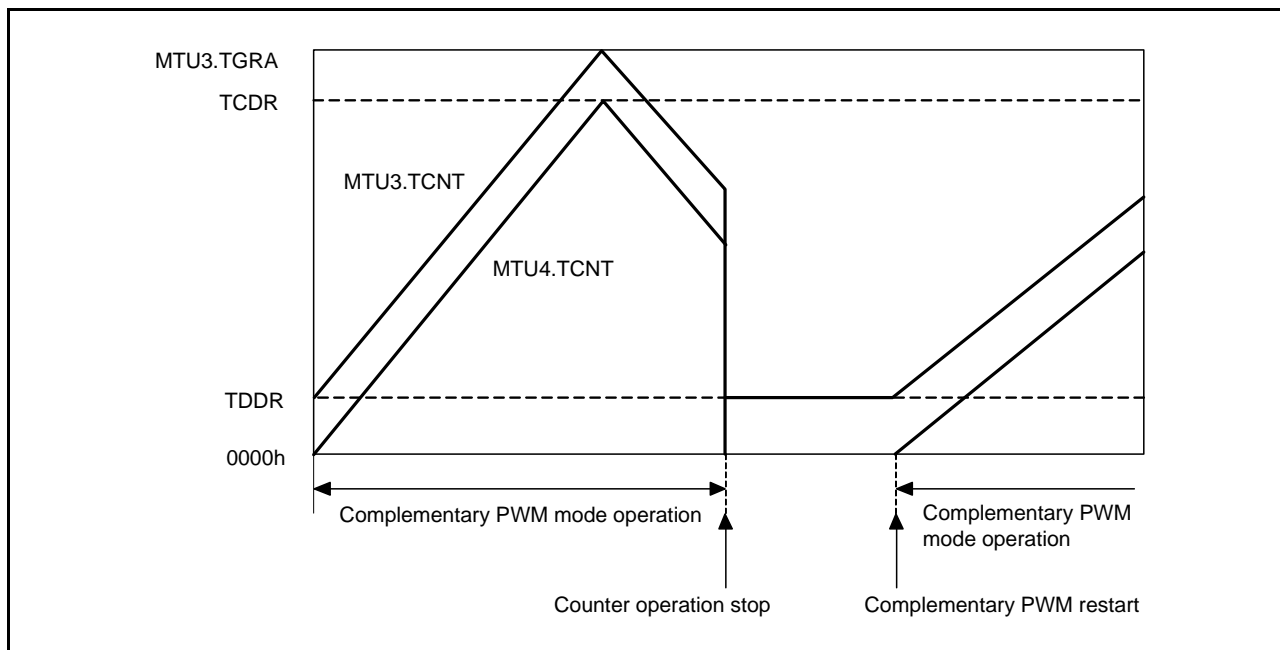 MTU3.TGRA
TCDR
MTU3.TCNT
MTU4.TCNT
TDDR
0000h
Complementary PWM mode operation
Complementary PWM
mode operation
Counter operation stop
Complementary PWM restart